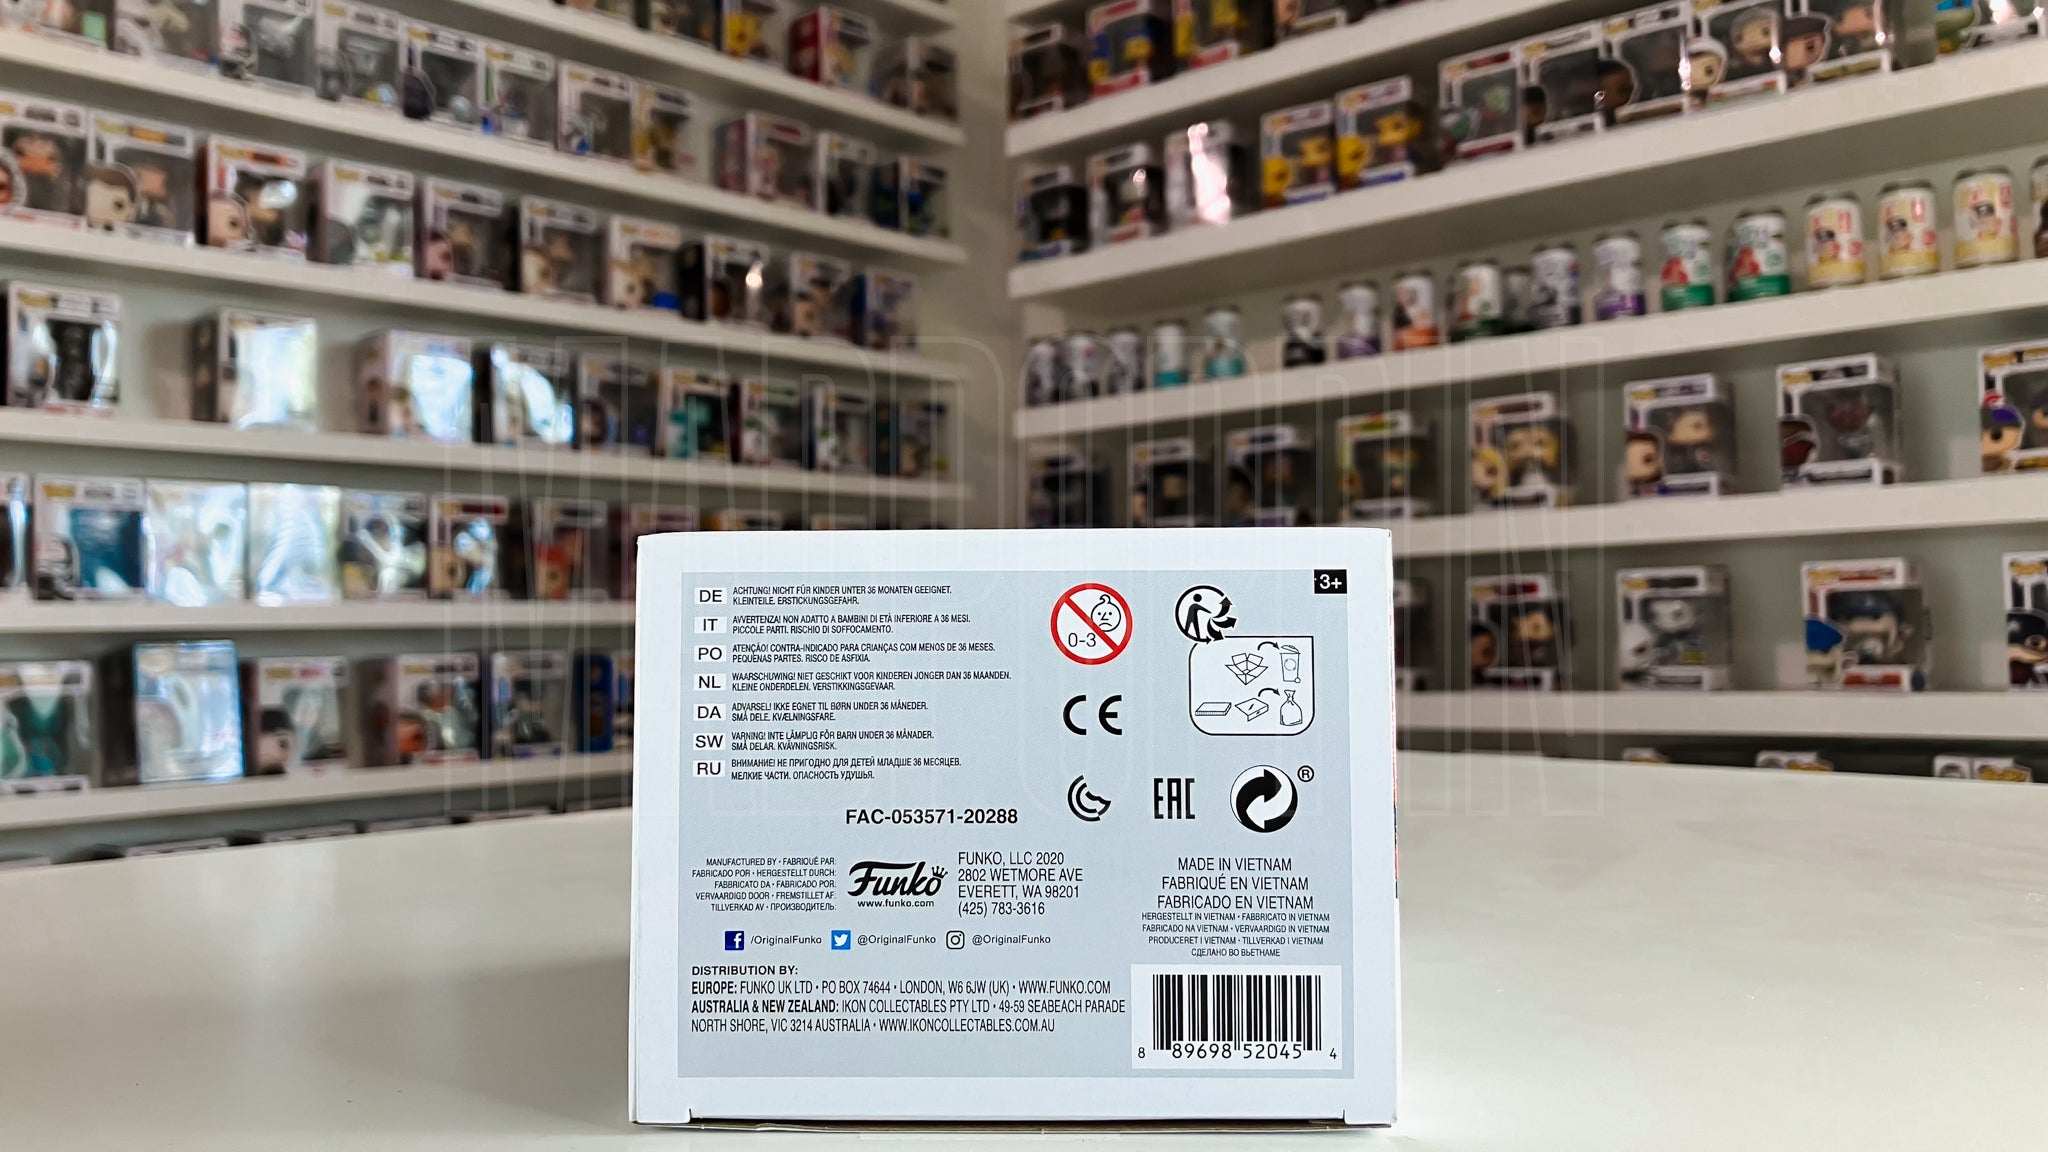 3+
DE ACHTUNG! NICHT FÜR KINDER UNTER 36 MONATEN GEEIGNET.
KLEINTEILE. ERSTICKUNGSGEFAHR.
IT AVVERTENZA! NON ADATTO A BAMBINI DI ETÀ INFERIORE A 36 MESI.
PICCOLE PARTI. RISCHIO DI SOFFOCAMENTO.
PO ATENÇÃO! CONTRA-INDICADO PARA CRIANÇAS COM MENOS DE 36 MESES.
PEQUENAS PARTES. RISCO DE ASFIXIA.
NL WAARSCHUWING! NIET GESCHIKT VOOR KINDEREN JONGER DAN 36 MAANDEN.
KLEINE ONDERDELEN. VERSTIKKINGSGEVAAR.
DA ADVARSEL! IKKE EGNET TIL BØRN UNDER 36 MÅNEDER.
SMÅ DELE. KVÆLNINGSFARE.
SW VARNING! INTE LÄMPLIG FÖR BARN UNDER 36 MÅNADER.
SMÅ DELAR. KVÄVNINGSRISK.
RU ВНИМАНИЕ! НЕ ПРИГОДНО ДЛЯ ДЕТЕЙ МЛАДШЕ 36 МЕСЯЦЕВ.
МЕЛКИЕ ЧАСТИ. ОПАСНОСТЬ УДУШЬЯ.
0-3
CE
EAC
®
FAC-053571-20288
MANUFACTURED BY • FABRIQUÉ PAR:
FABRICADO POR • HERGESTELLT DURCH:
FABBRICATO DA • FABRICADO POR:
VERVAARDIGD DOOR • FREMSTILLET AF:
TILLVERKAD AV • ПРОИЗВОДИТЕЛЬ:
Funko
www.funko.com
FUNKO, LLC 2020
2802 WETMORE AVE
EVERETT, WA 98201
(425) 783-3616
MADE IN VIETNAM
FABRIQUÉ EN VIETNAM
FABRICADO EN VIETNAM
HERGESTELLT IN VIETNAM • FABBRICATO IN VIETNAM
FABRICADO NA VIETNAM • VERVAARDIGD IN VIETNAM
PRODUCERET I VIETNAM • TILLVERKAD I VIETNAM
СДЕЛАНО ВО ВЬЕТНАМЕ
/OriginalFunko @OriginalFunko @OriginalFunko
DISTRIBUTION BY:
EUROPE: FUNKO UK LTD • PO BOX 74644 • LONDON, W6 6JW (UK) • WWW.FUNKO.COM
AUSTRALIA & NEW ZEALAND: IKON COLLECTABLES PTY LTD • 49-59 SEABEACH PARADE
NORTH SHORE, VIC 3214 AUSTRALIA • WWW.IKONCOLLECTABLES.COM.AU
8 89698 52045 4